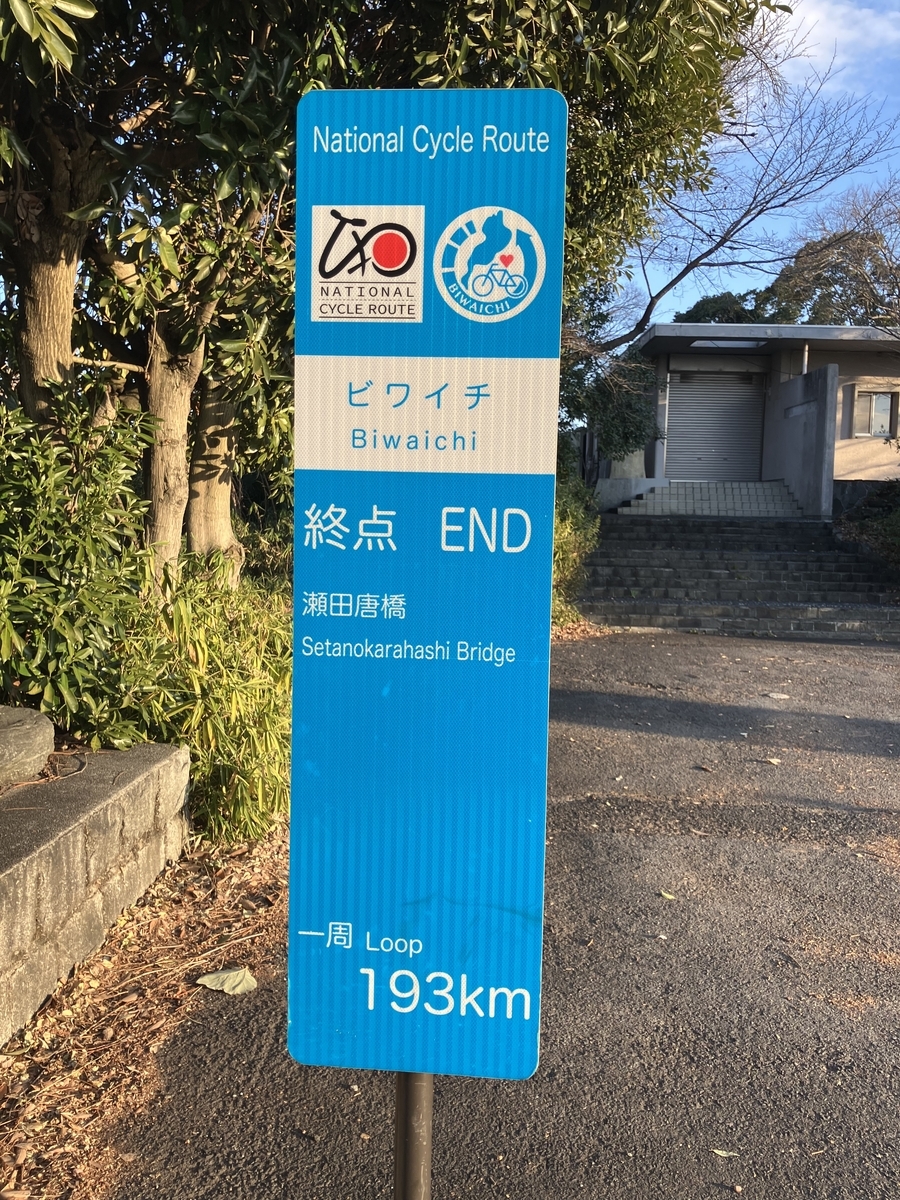 National Cycle Route
NATIONAL
CYCLE ROUTE
BIWAICHI
ビワイチ
Biwaichi
終点 END
瀬田唐橋
Setanokarahashi Bridge
一周 Loop
193km